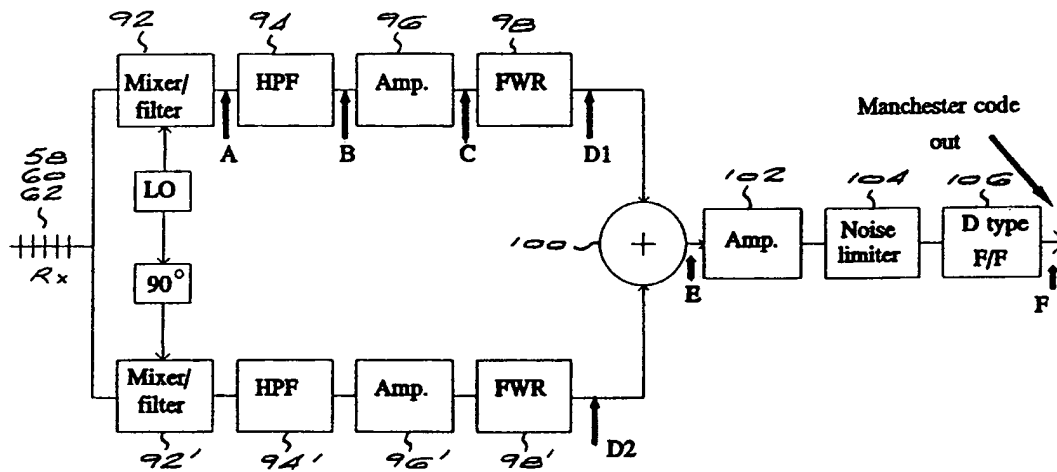 92
94
96
98
Mixer/
filter
HPF
Amp.
FWR
A
B
C
D1
Manchester code
out
58
60
62
Rx
LO
90°
100
+
102
104
106
Amp.
Noise
limiter
D type
F/F
E
F
Mixer/
filter
HPF
Amp.
FWR
92'
94'
96'
98'
D2